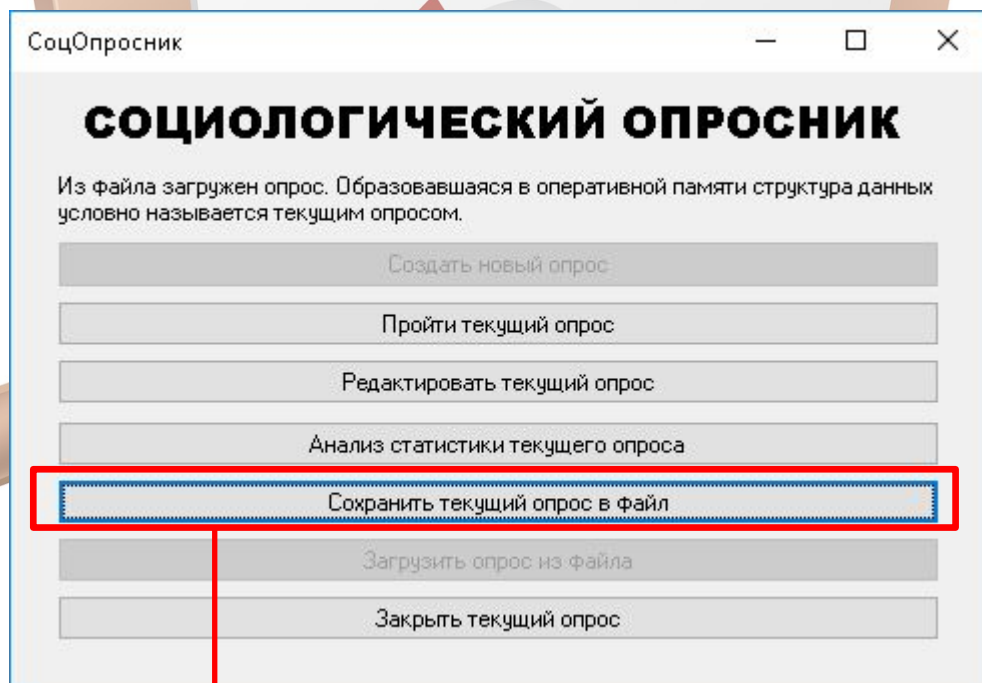 СоцОпросник
СОЦИОЛОГИЧЕСКИЙ ОПРОСНИК
Из файла загружен опрос. Образовавшаяся в оперативной памяти структура данных
условно называется текущим опросом.
Создать новый опрос
Пройти текущий опрос
Редактировать текущий опрос
Анализ статистики текущего опроса
Сохранить текущий опрос в файл
Загрузить опрос из файла
Закрыть текущий опрос